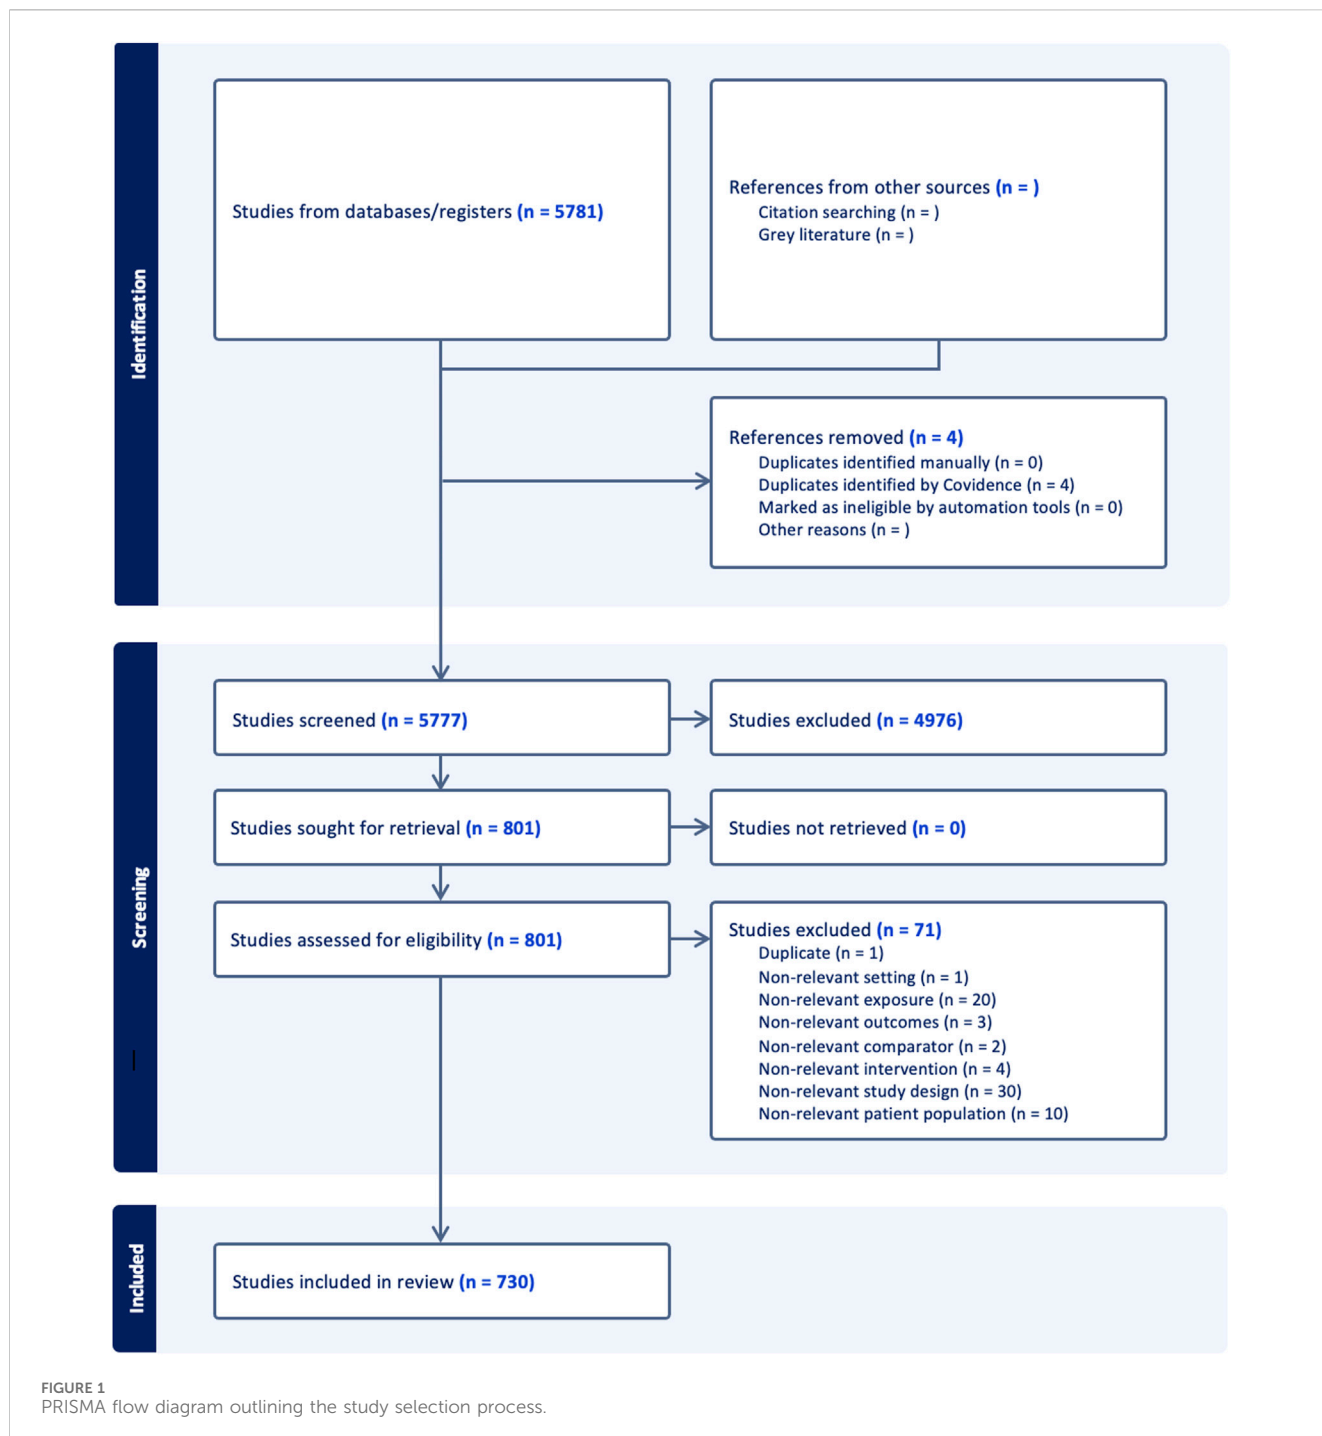 Identification
Studies from databases/registers (n = 5781)
References from other sources (n = )
Citation searching (n = )
Grey literature (n = )
References removed (n = 4)
Duplicates identified manually (n = 0)
Duplicates identified by Covidence (n = 4)
Marked as ineligible by automation tools (n = 0)
Other reasons (n = )
Screening
Studies screened (n = 5777)
Studies excluded (n = 4976)
Studies sought for retrieval (n = 801)
Studies not retrieved (n = 0)
Studies assessed for eligibility (n = 801)
Studies excluded (n = 71)
Duplicate (n = 1)
Non-relevant setting (n = 1)
Non-relevant exposure (n = 20)
Non-relevant outcomes (n = 3)
Non-relevant comparator (n = 2)
Non-relevant intervention (n = 4)
Non-relevant study design (n = 30)
Non-relevant patient population (n = 10)
Included
Studies included in review (n = 730)
FIGURE 1
PRISMA flow diagram outlining the study selection process.